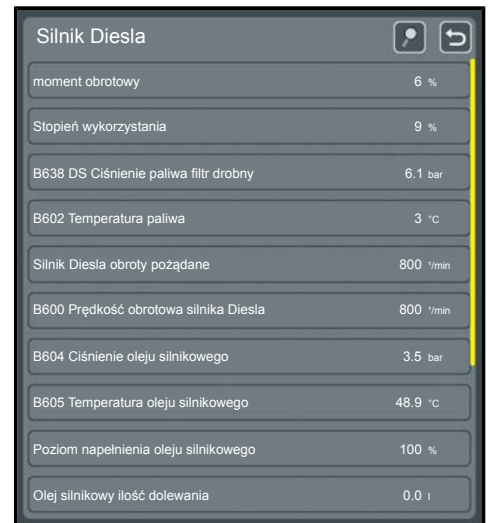 Silnik Diesla
moment obrotowy 6 %
Stopień wykorzystania 9 %
B638 DS Ciśnienie paliwa filtr drobny 6.1 bar
B602 Temperatura paliwa 3 °C
Silnik Diesla obroty pożądane 800 ¹/min
B600 Prędkość obrotowa silnika Diesla 800 ¹/min
B604 Ciśnienie oleju silnikowego 3.5 bar
B605 Temperatura oleju silnikowego 48.9 °C
Poziom napełnienia oleju silnikowego 100 %
Olej silnikowy ilość dolewania 0.0 l